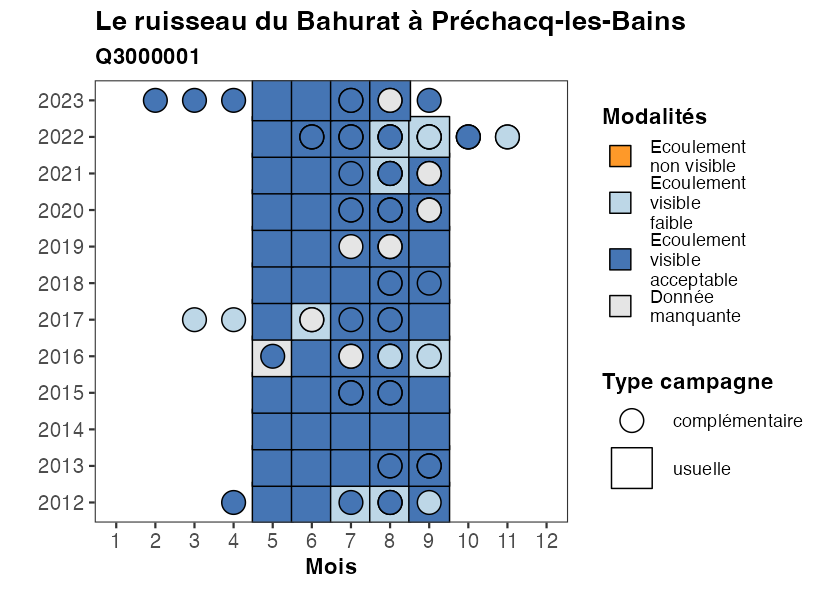 Le ruisseau du Bahurat à Préchacq-les-Bains
Q3000001
2023
2022
2021
2020
2019
2018
2017
2016
2015
2014
2013
2012
1 2 3 4 5 6 7 8 9 10 11 12
Mois
Modalités
Ecoulement
non visible
Ecoulement
visible
faible
Ecoulement
visible
acceptable
Donnée
manquante
Type campagne
complémentaire
usuelle